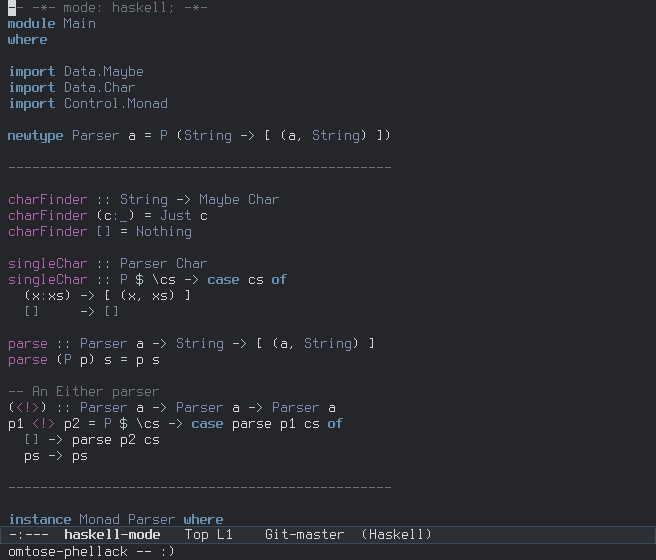 -- -*- mode: haskell; -*-
module Main
where
import Data.Maybe
import Data.Char
import Control.Monad
newtype Parser a = P (String -> [ (a, String) ])
------------------------------------------------
charFinder :: String -> Maybe Char
charFinder (c:_) = Just c
charFinder [] = Nothing
singleChar :: Parser Char
singleChar :: P $ \cs -> case cs of
  (x:xs) -> [ (x, xs) ]
  []     -> []
parse :: Parser a -> String -> [ (a, String) ]
parse (P p) s = p s
-- An Either parser
(<!>) :: Parser a -> Parser a -> Parser a
p1 <!> p2 = P $ \cs -> case parse p1 cs of
  [] -> parse p2 cs
  ps -> ps
------------------------------------------------
instance Monad Parser where
-:---  haskell-mode   Top L1    Git-master  (Haskell)
omtose-phellack -- :)